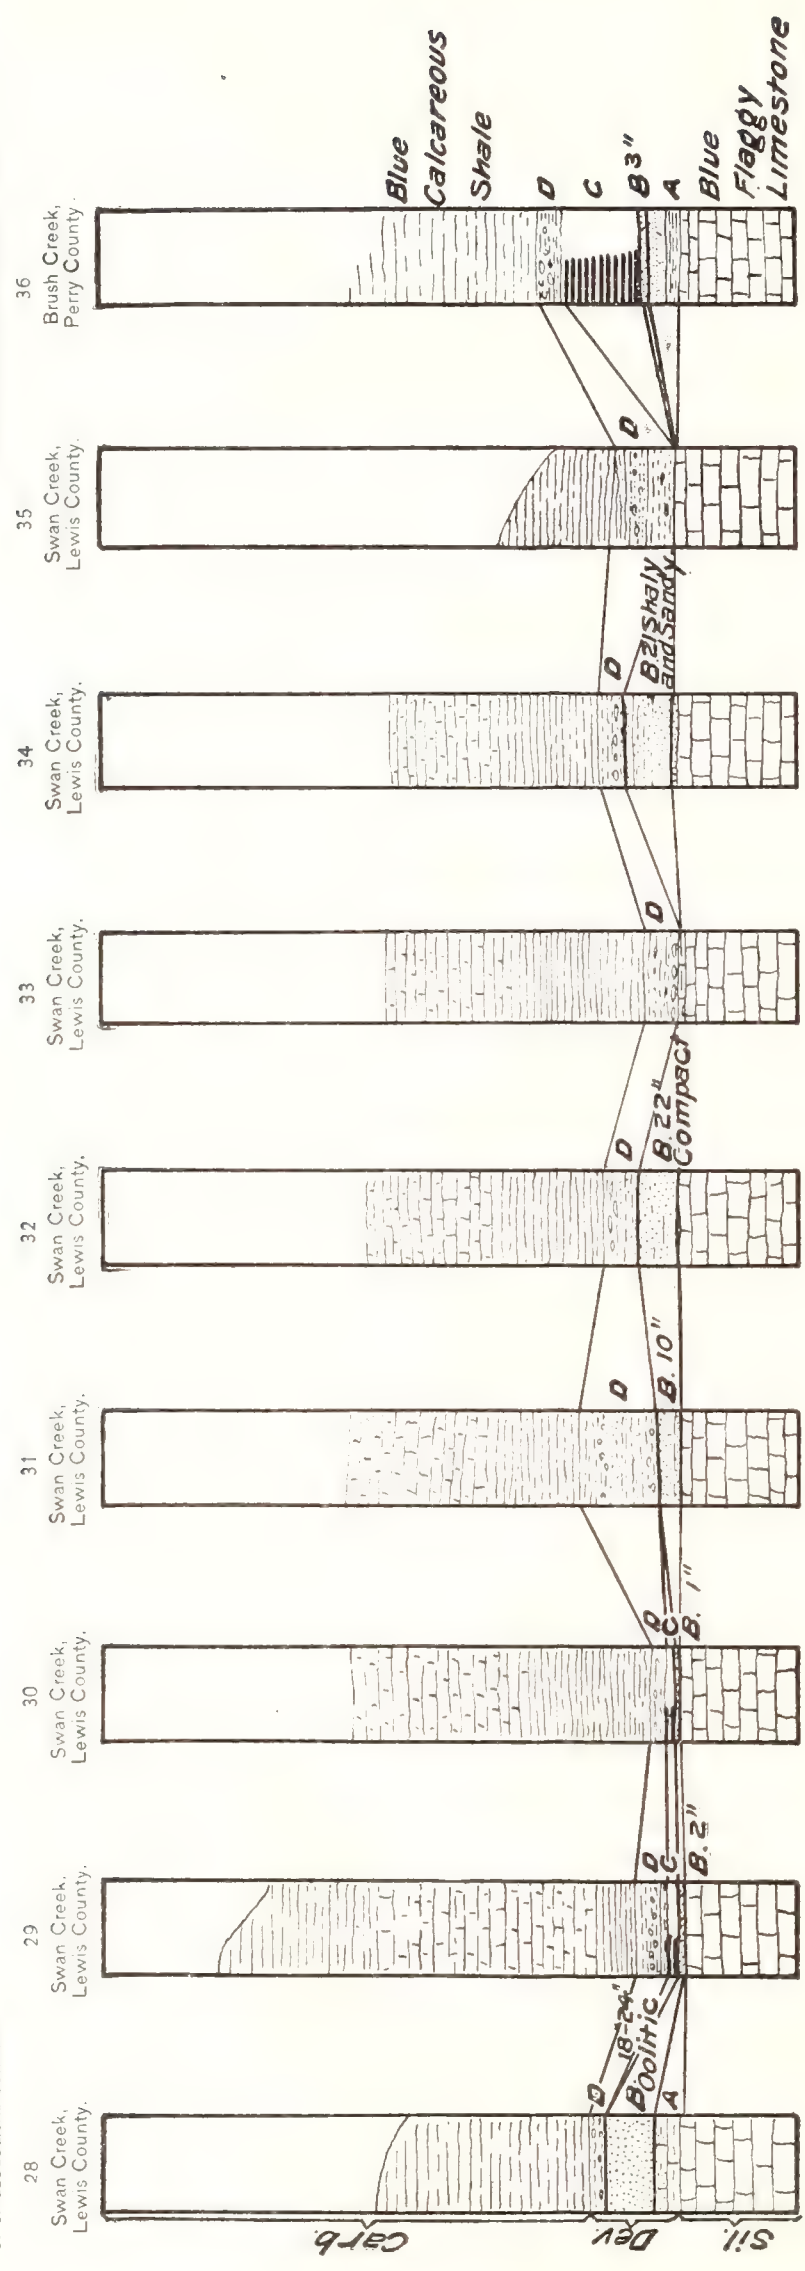 36
Brush Creek,
Perry County.
Blue
Calcareous
Shale
D
C
B 3"
A
Blue
Flaggy
Limestone
35
Swan Creek,
Lewis County.
D
34
Swan Creek,
Lewis County.
D
B. 21 Shaly
and Sandy.
33
Swan Creek,
Lewis County.
D
32
Swan Creek,
Lewis County.
D
B. 22"
Compact
31
Swan Creek,
Lewis County.
D
B. 10"
30
Swan Creek,
Lewis County.
D
C
B. 1"
29
Swan Creek.
Lewis County.
D
C
B. 2"
28
Swan Creek,
Lewis County.
D
B. 18-24"
Oolitic
A
Carb.
Dev.
Sil.